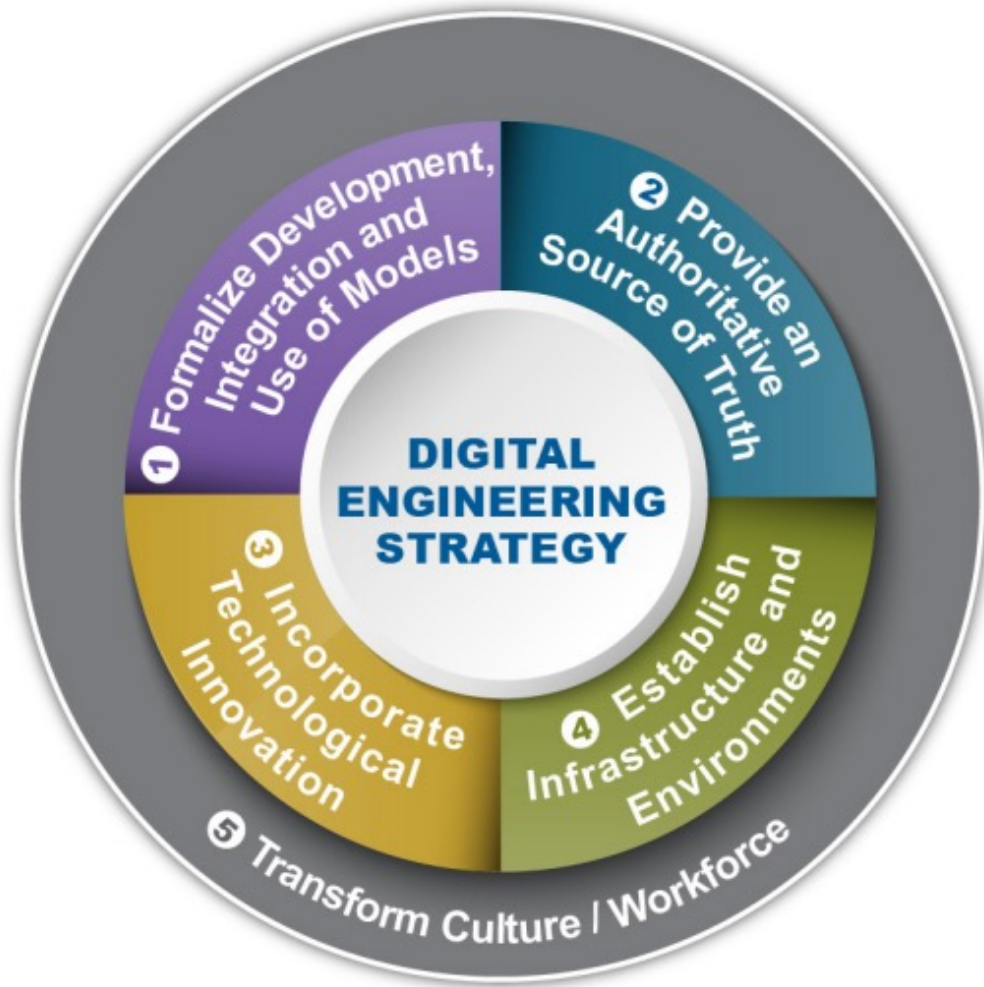 1 Formalize Development,
Integration and
Use of Models
2 Provide an
Authoritative
Source of Truth
DIGITAL
ENGINEERING
STRATEGY
3 Incorporate
Technological
Innovation
4 Establish
Infrastructure and
Environments
5 Transform Culture / Workforce